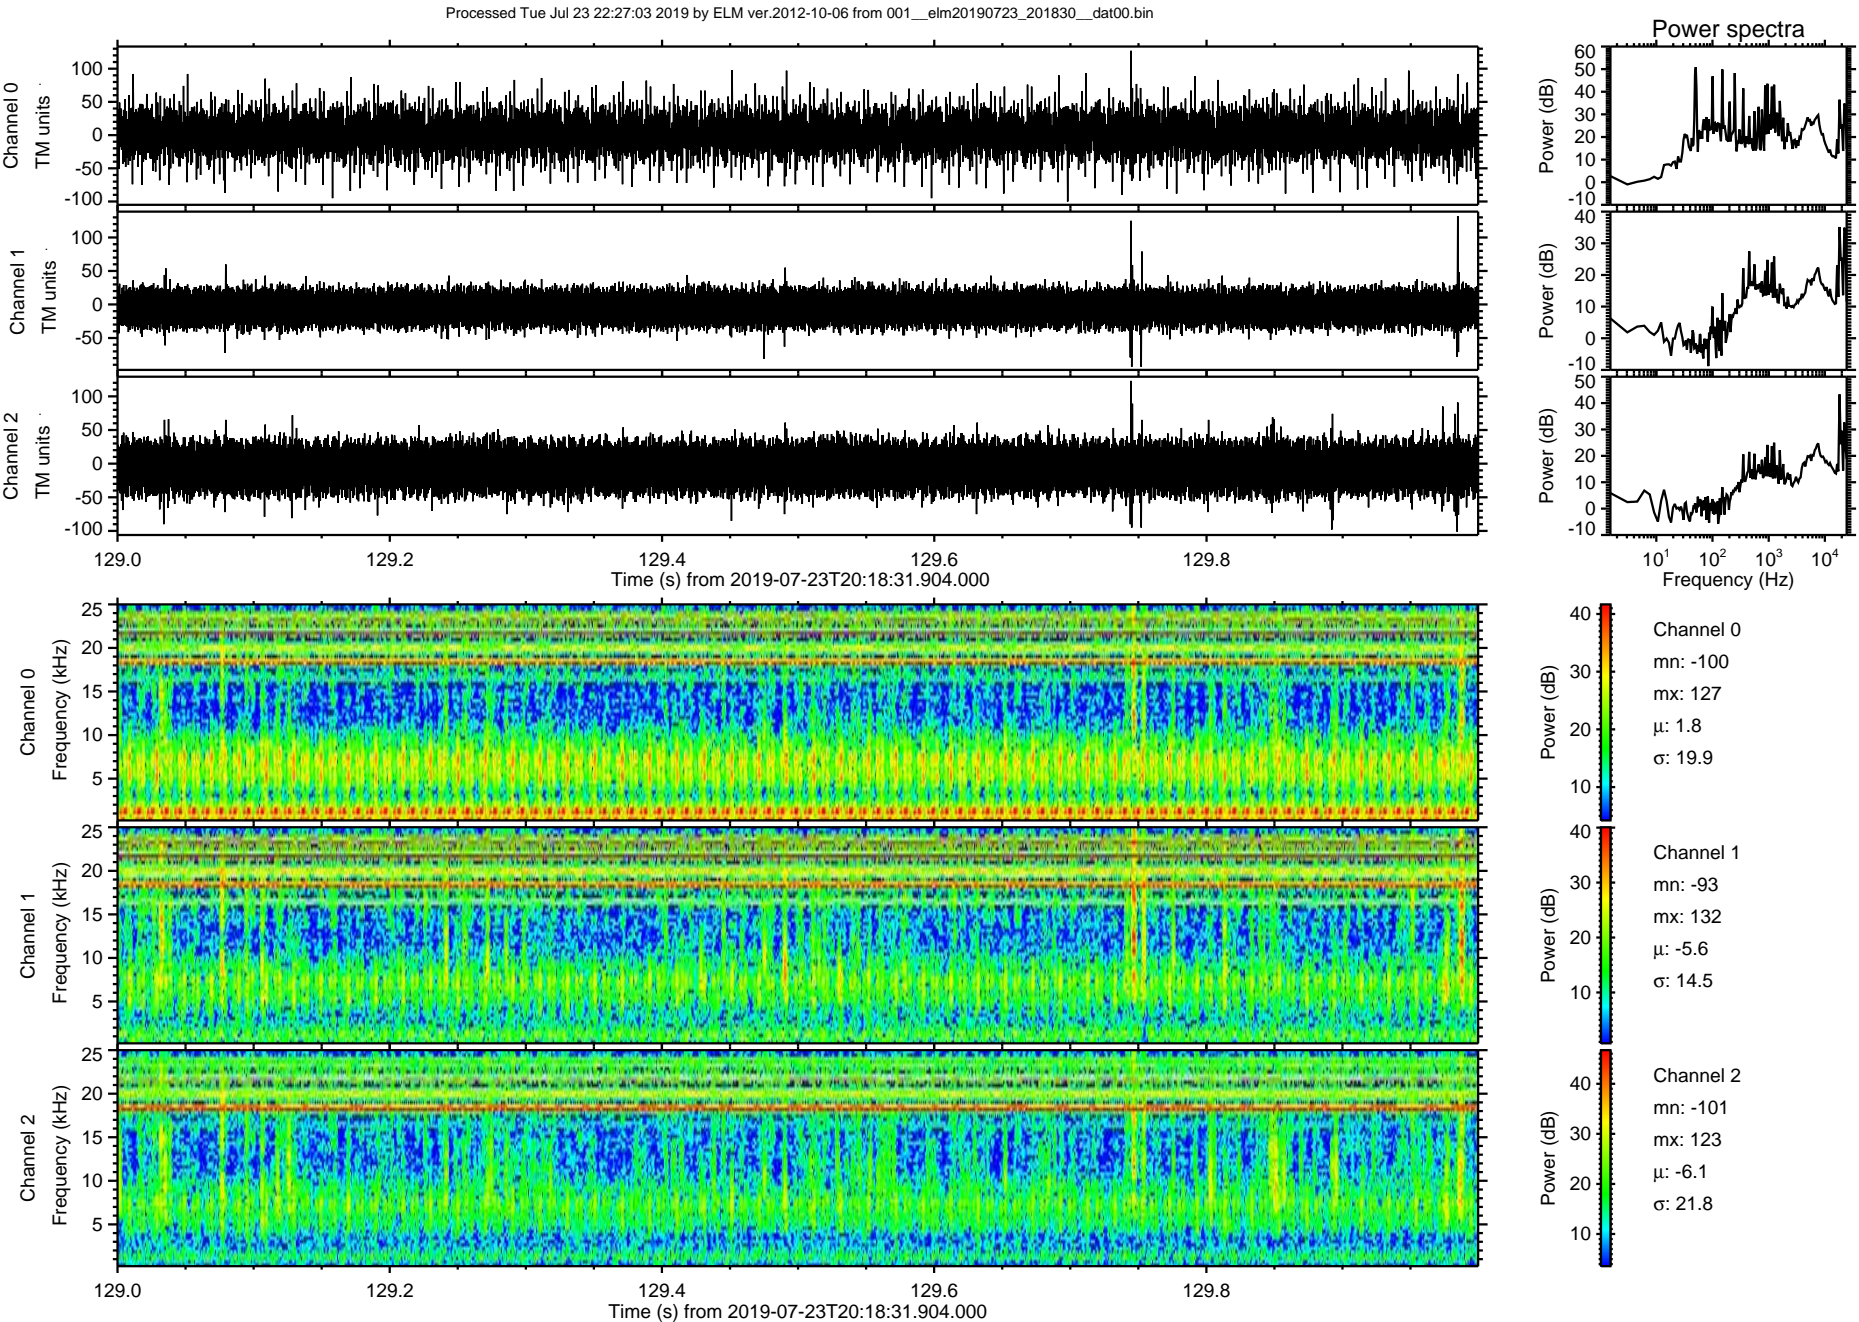 Processed Tue Jul 23 22:27:03 2019 by ELM ver.2012-10-06 from 001__elm20190723_201830__dat00.bin
Power spectra
Channel 0
TM units
100
50
0
-50
-100
Power (dB)
60
50
40
30
20
10
0
-10
Channel 1
TM units
100
50
0
-50
Power (dB)
40
30
20
10
0
-10
Channel 2
TM units
100
50
0
-50
-100
Power (dB)
50
40
30
20
10
0
-10
129.0 129.2 129.4 129.6 129.8
Time (s) from 2019-07-23T20:18:31.904.000
10¹ 10² 10³ 10⁴
Frequency (Hz)
Channel 0
Frequency (kHz)
25
20
15
10
5
Power (dB)
40
30
20
10
Channel 0
mn: -100
mx: 127
μ: 1.8
σ: 19.9
Channel 1
Frequency (kHz)
25
20
15
10
5
Power (dB)
40
30
20
10
Channel 1
mn: -93
mx: 132
μ: -5.6
σ: 14.5
Channel 2
Frequency (kHz)
25
20
15
10
5
Power (dB)
40
30
20
10
Channel 2
mn: -101
mx: 123
μ: -6.1
σ: 21.8
129.0 129.2 129.4 129.6 129.8
Time (s) from 2019-07-23T20:18:31.904.000